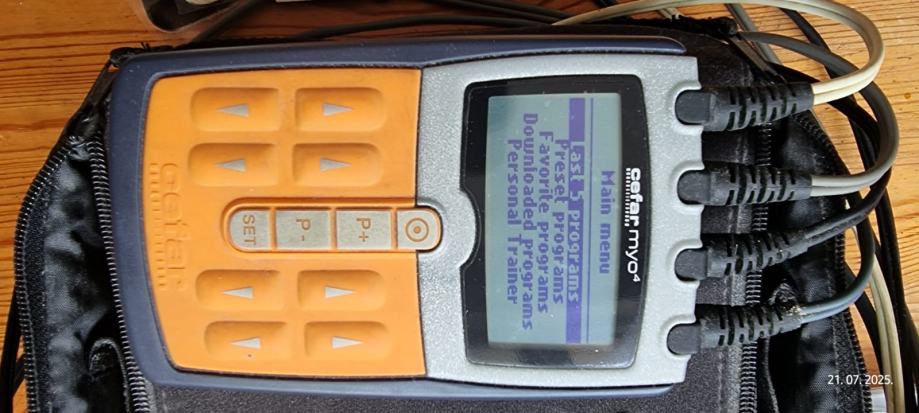 cefar myo4
Main menu
Last 5 programs
Preset programs
Favorite programs
Downloaded programs
Personal Trainer
P+
P-
SET
cefar
21. 07. 2025.